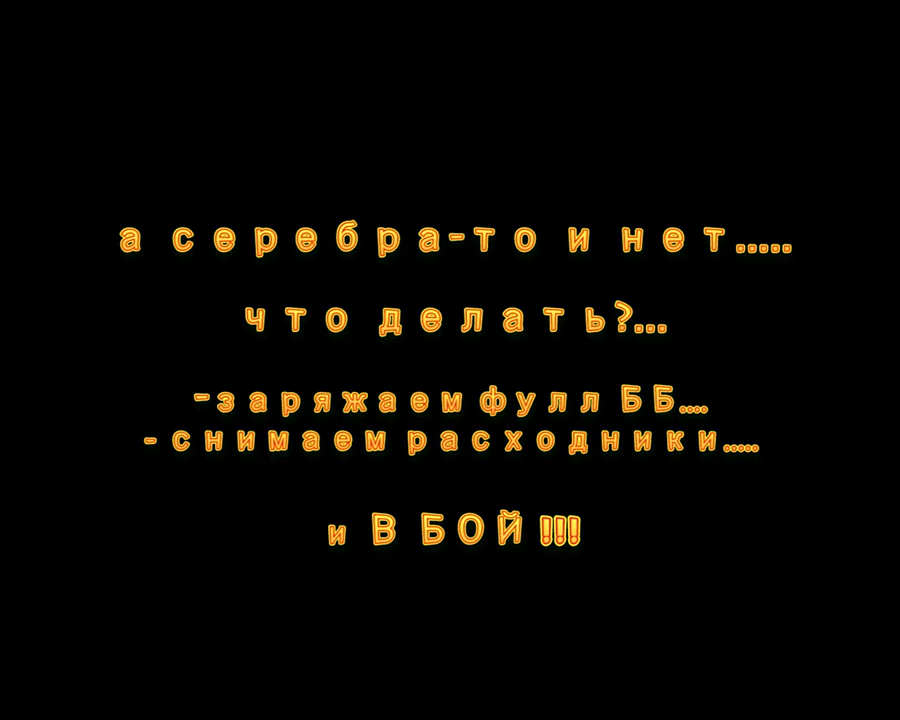 а серебра-то и нет.....
что делать?...
-заряжаем фулл ББ....
- снимаем расходники.....
и В БОЙ !!!